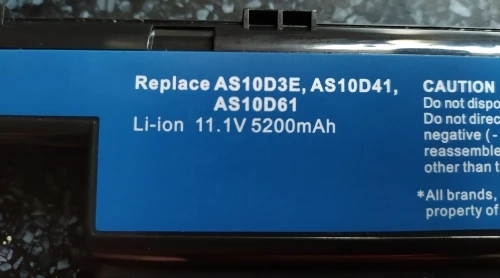 Replace AS10D3E, AS10D41,
AS10D61
Li-ion 11.1V 5200mAh
CAUTION
Do not dispo
Do not direc
negative (-
reassemble
other than t
*All brands,
property of